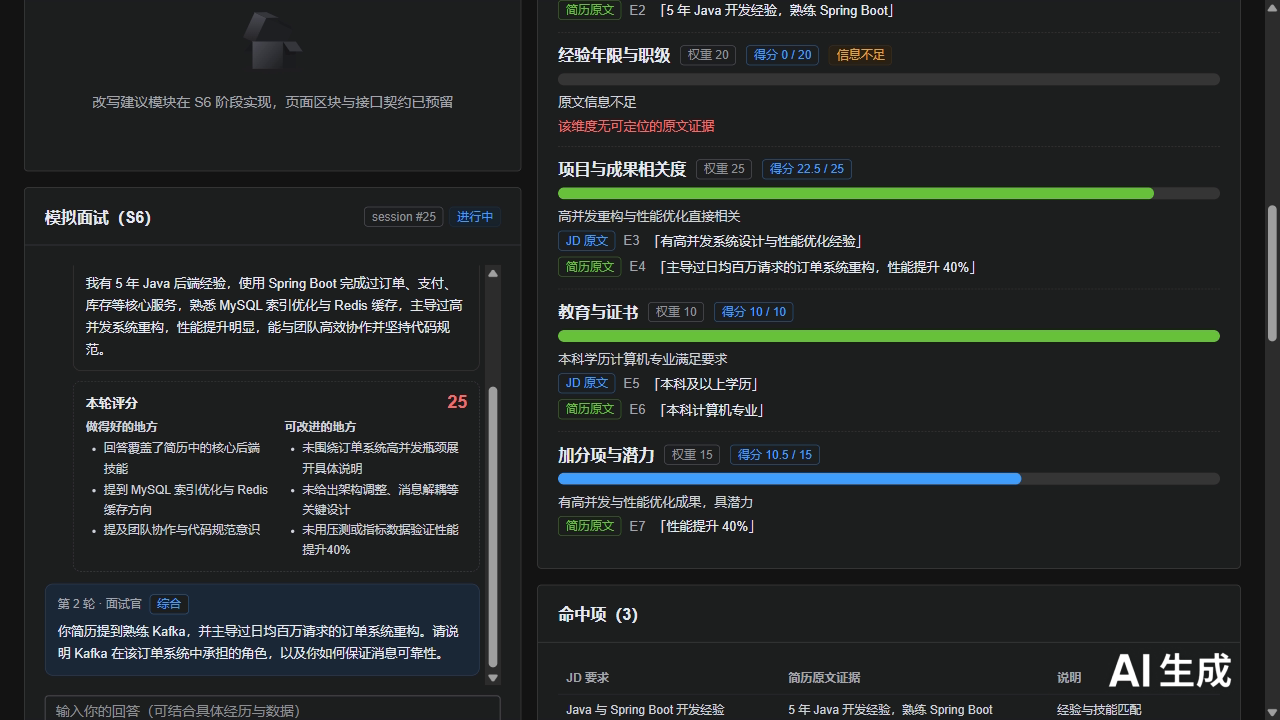 改写建议模块在 S6 阶段实现，页面区块与接口契约已预留
模拟面试（S6）
session #25
进行中
我有 5 年 Java 后端经验，使用 Spring Boot 完成过订单、支付、
库存等核心服务，熟悉 MySQL 索引优化与 Redis 缓存，主导过高
并发系统重构，性能提升明显，能与团队高效协作并坚持代码规
范。
本轮评分
25
做得好的地方
回答覆盖了简历中的核心后端
技能
提到 MySQL 索引优化与 Redis
缓存方向
提及团队协作与代码规范意识
可改进的地方
未围绕订单系统高并发瓶颈展
开具体说明
未给出架构调整、消息解耦等
关键设计
未用压测或指标数据验证性能
提升40%
第 2 轮 · 面试官 综合
你简历提到熟练 Kafka，并主导过日均百万请求的订单系统重构。请说
明 Kafka 在该订单系统中承担的角色，以及你如何保证消息可靠性。
输入你的回答（可结合具体经历与数据）
简历原文 E2 「5 年 Java 开发经验，熟练 Spring Boot」
经验年限与职级 权重 20 得分 0 / 20 信息不足
原文信息不足
该维度无可定位的原文证据
项目与成果相关度 权重 25 得分 22.5 / 25
高并发重构与性能优化直接相关
JD 原文 E3 「有高并发系统设计与性能优化经验」
简历原文 E4 「主导过日均百万请求的订单系统重构，性能提升 40%」
教育与证书 权重 10 得分 10 / 10
本科学历计算机专业满足要求
JD 原文 E5 「本科及以上学历」
简历原文 E6 「本科计算机专业」
加分项与潜力 权重 15 得分 10.5 / 15
有高并发与性能优化成果，具潜力
简历原文 E7 「性能提升 40%」
命中项（3）
JD 要求 简历原文证据 说明
Java 与 Spring Boot 开发经验 5 年 Java 开发经验，熟练 Spring Boot 经验与技能匹配
AI 生成